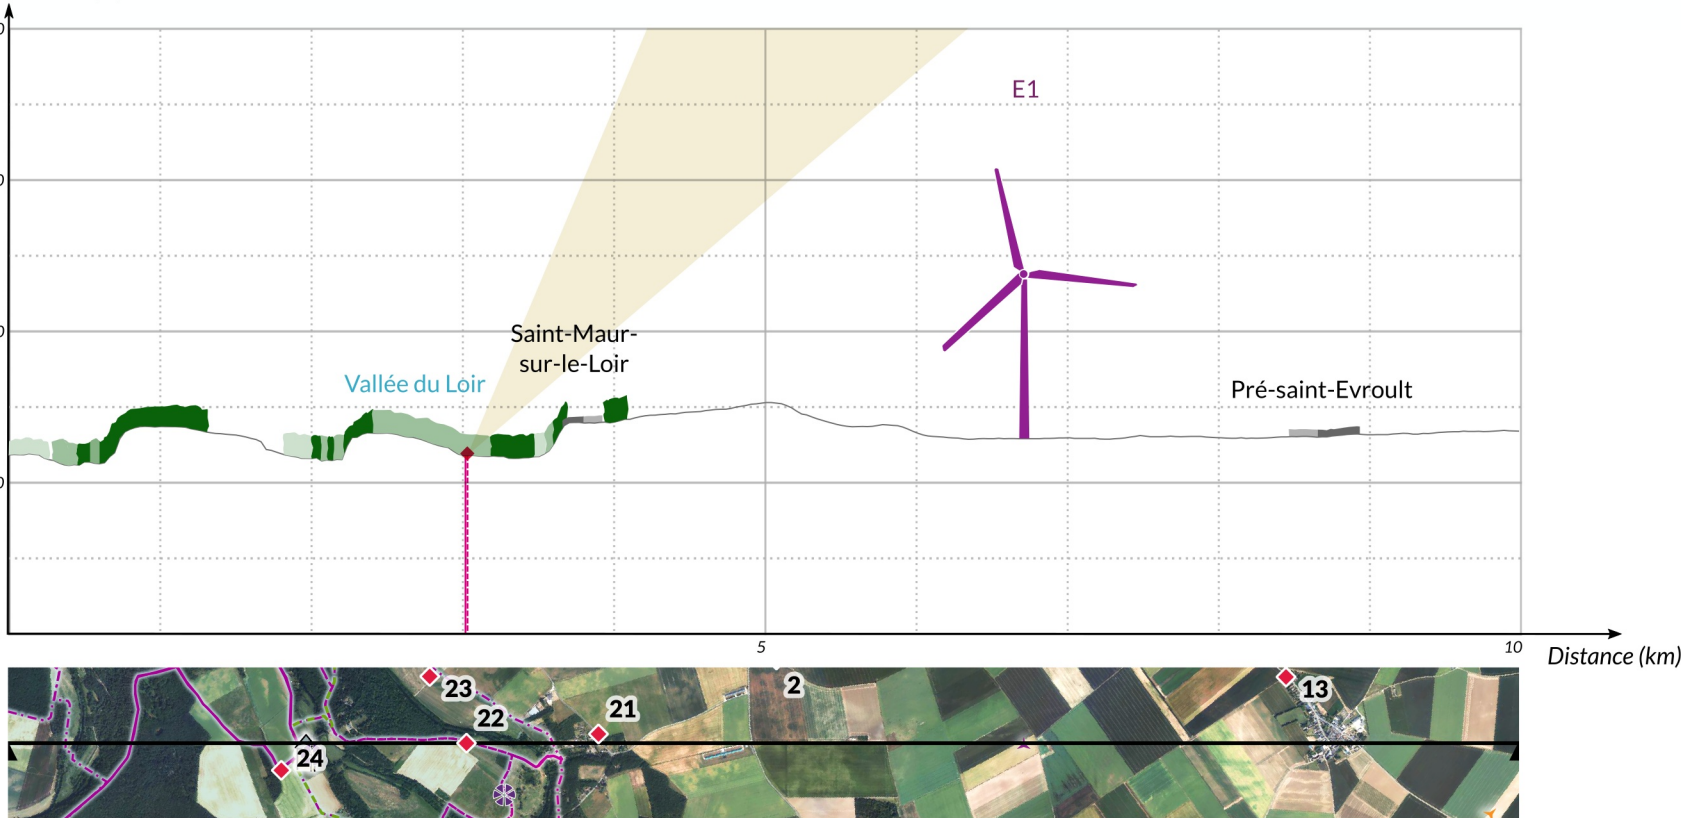 E1
Saint-Maur-
sur-le-Loir
Vallée du Loir
Pré-saint-Evroult
5
10
Distance (km)
23
22
21
2
13
24